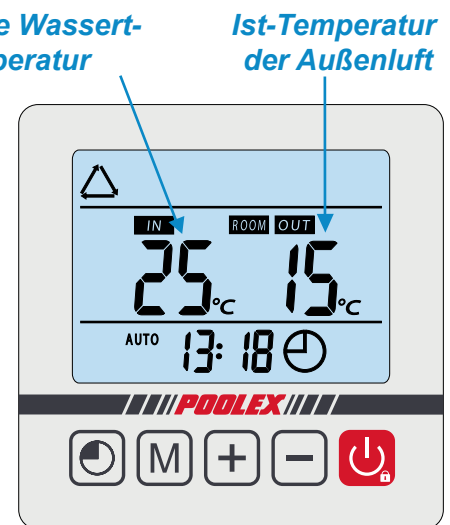 e Wassert-
peratur
Ist-Temperatur
der Außenluft
IN ROOM OUT
25 °C 15 °C
AUTO 13:18
POOLEX
M + −